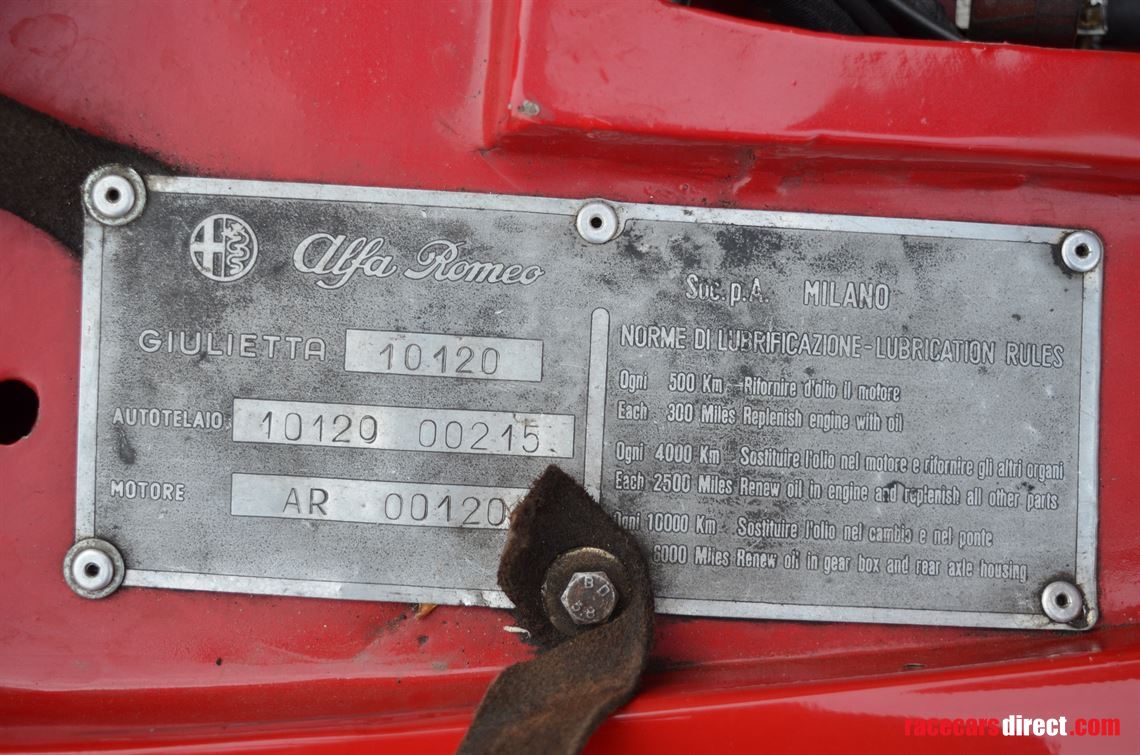 Alfa Romeo
Soc.p.A. MILANO
GIULIETTA 10120
AUTOTELAIO 10120 00215
MOTORE AR 00120
NORME DI LUBRIFICAZIONE-LUBRICATION RULES
Ogni 500 Km. Rifornire d'olio il motore
Each 300 Miles Replenish engine with oil
Ogni 4000 Km Sostituire l'olio nel motore e rifornire gli altri organi
Each 2500 Miles Renew oil in engine and replenish all other parts
Ogni 10000 Km Sostituire l'olio nel cambio e nel ponte
6000 Miles Renew oil in gear box and rear axle housing
BD
58
racecarsdirect.com